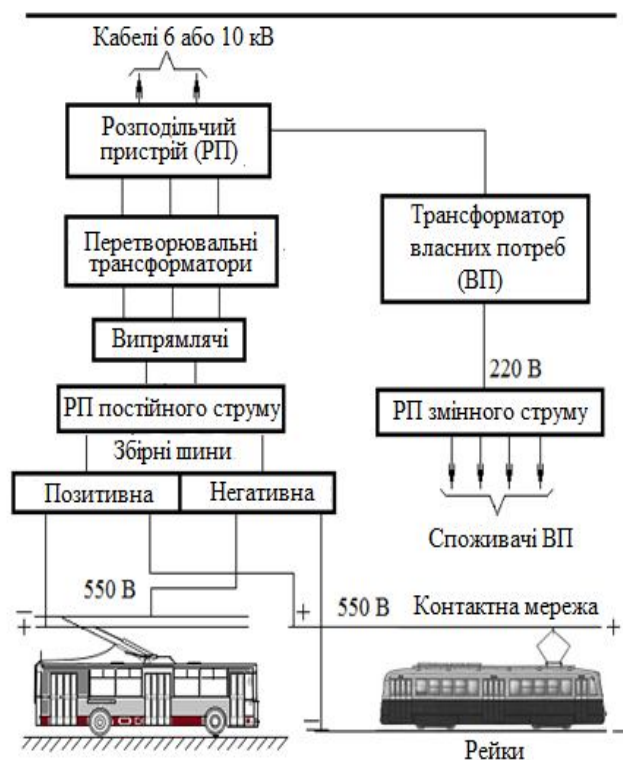 Кабелі 6 або 10 кВ
Розподільчий
пристрій (РП)
Перетворювальні
трансформатори
Трансформатор
власних потреб
(ВП)
Випрямлячі
220 В
РП постійного струму
РП змінного струму
Збірні шини
Позитивна
Негативна
Споживачі ВП
550 В
550 В
Контактна мережа
Рейки